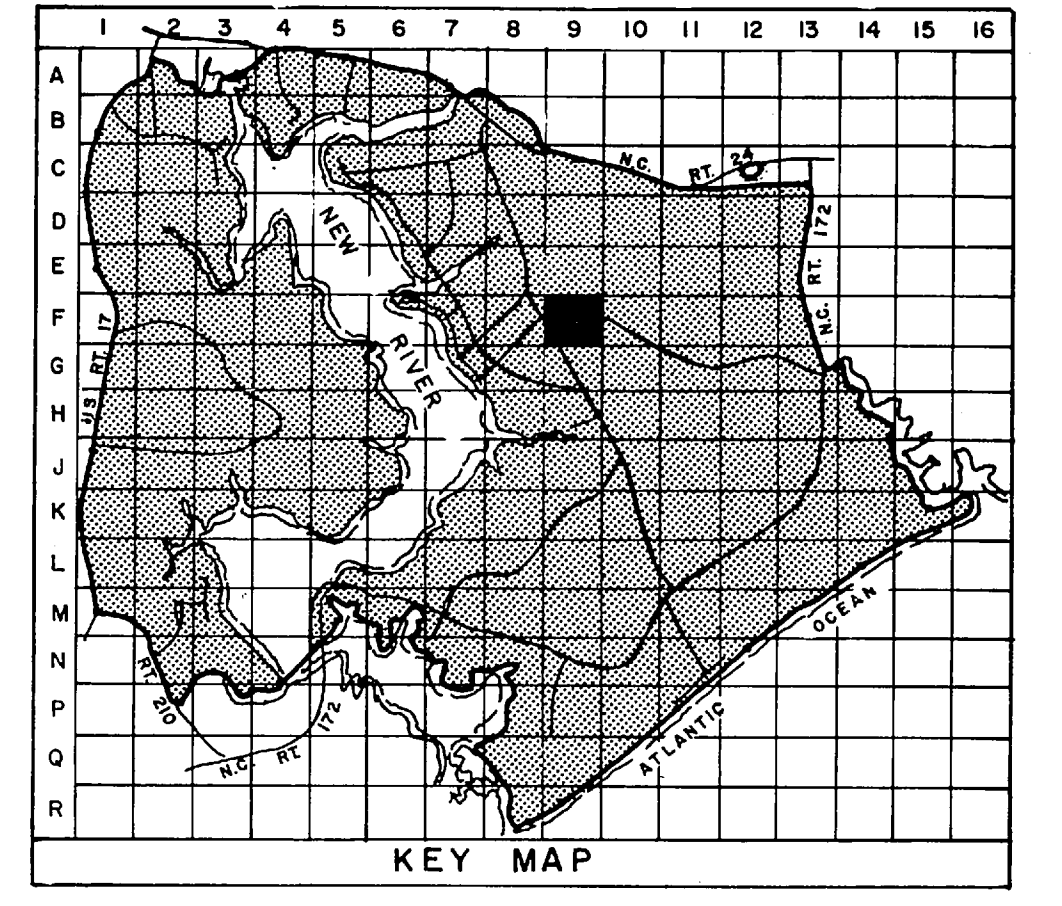 1 2 3 4 5 6 7 8 9 10 11 12 13 14 15 16
A
B
C
D
E
F
G
H
J
K
L
M
N
P
Q
R
N.C. RT. 24
N.C. RT. 172
NEW
RIVER
US RT. 17
RT. 210
N.C. RT. 172
ATLANTIC OCEAN
KEY MAP